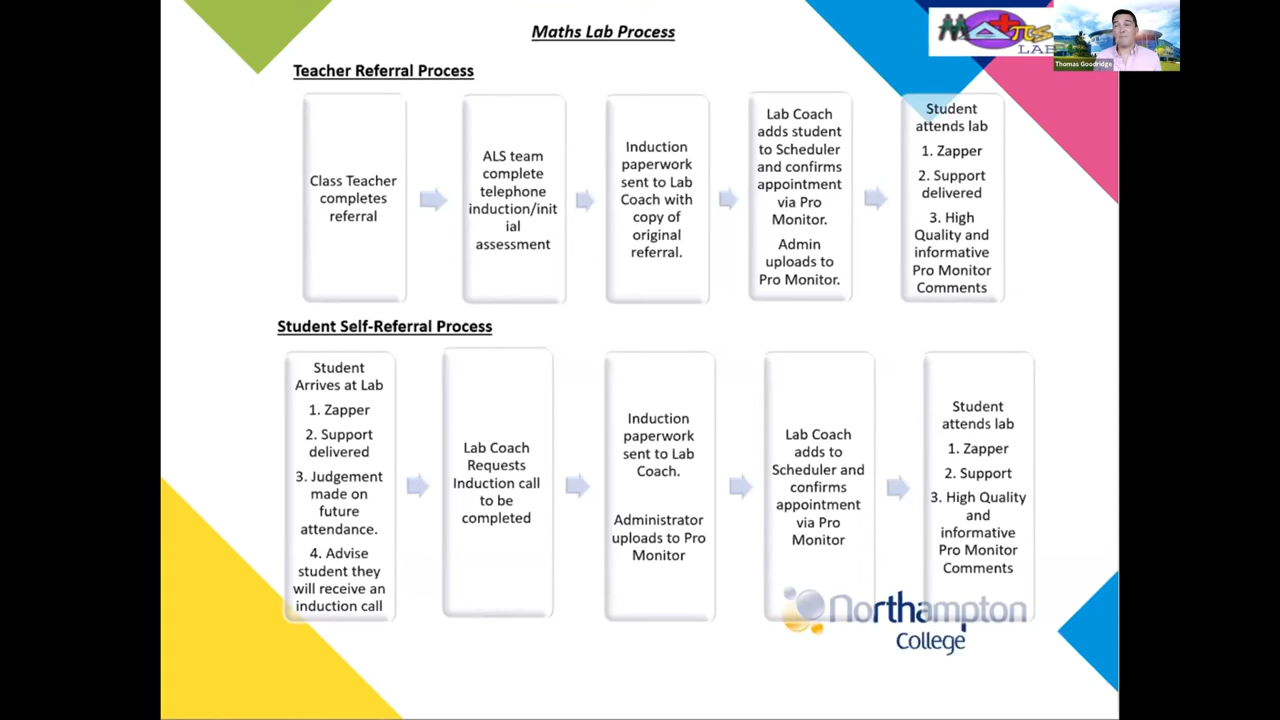 Maths Lab Process
Maπs
LAB
Thomas Goodridge
Teacher Referral Process
Class Teacher
completes
referral
ALS team
complete
telephone
induction/init
ial
assessment
Induction
paperwork
sent to Lab
Coach with
copy of
original
referral.
Lab Coach
adds student
to Scheduler
and confirms
appointment
via Pro
Monitor.
Admin
uploads to
Pro Monitor.
Student
attends lab
1. Zapper
2. Support
delivered
3. High
Quality and
informative
Pro Monitor
Comments
Student Self-Referral Process
Student
Arrives at Lab
1. Zapper
2. Support
delivered
3. Judgement
made on
future
attendance.
4. Advise
student they
will receive an
induction call
Lab Coach
Requests
Induction call
to be
completed
Induction
paperwork
sent to Lab
Coach.
Administrator
uploads to Pro
Monitor
Lab Coach
adds to
Scheduler and
confirms
appointment
via Pro
Monitor
Student
attends lab
1. Zapper
2. Support
3. High Quality
and
informative
Pro Monitor
Comments
Northampton
College